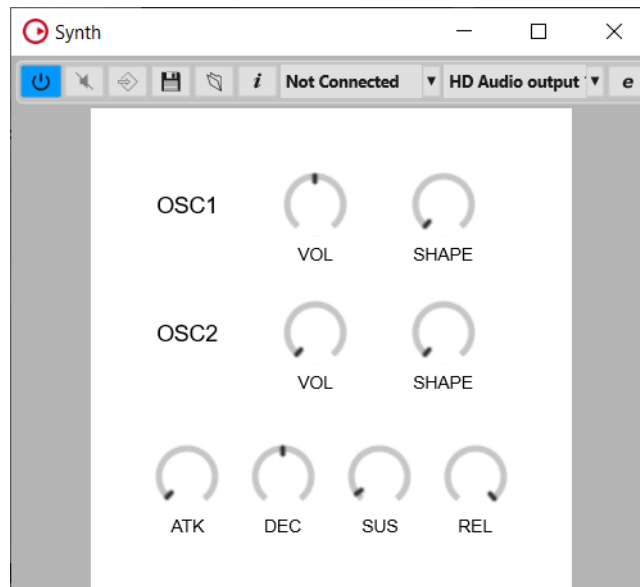 Synth
i Not Connected HD Audio output e
OSC1
VOL SHAPE
OSC2
VOL SHAPE
ATK DEC SUS REL